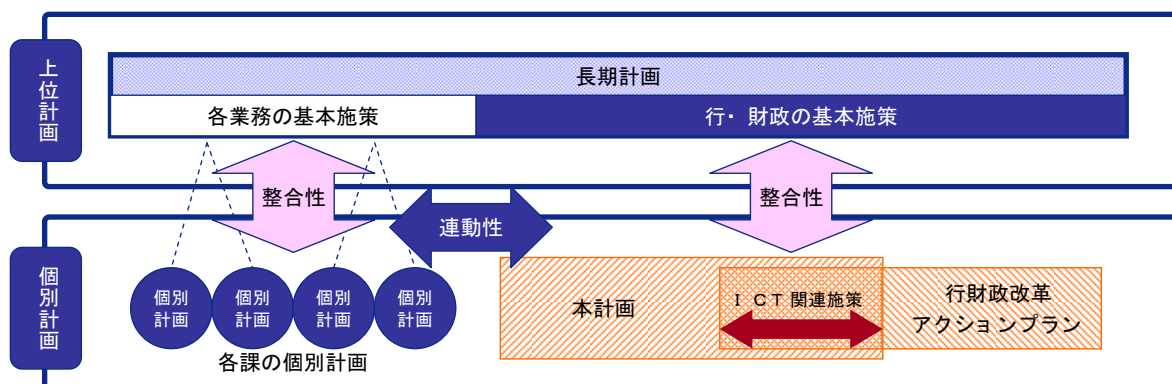 上位計画
長期計画
各業務の基本施策
行・財政の基本施策
整合性
整合性
連動性
個別計画
個別
計画
個別
計画
個別
計画
個別
計画
各課の個別計画
本計画
ＩＣＴ関連施策
行財政改革
アクションプラン